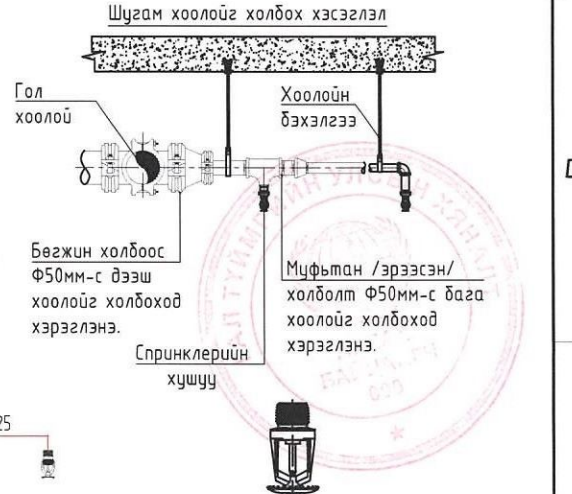 Шугам хоолойг холбох хэсэглэл
Гол
хоолой
Хоолойн
бэхэлгээ
Бөгжин холбоос
Ф50мм-с дээш
хоолойг холбоход
хэрэглэнэ.
Муфьтан /эрээсэн/
холболт Ф50мм-с бага
хоолойг холбоход
хэрэглэнэ.
Спринклерийн
хушуу
25